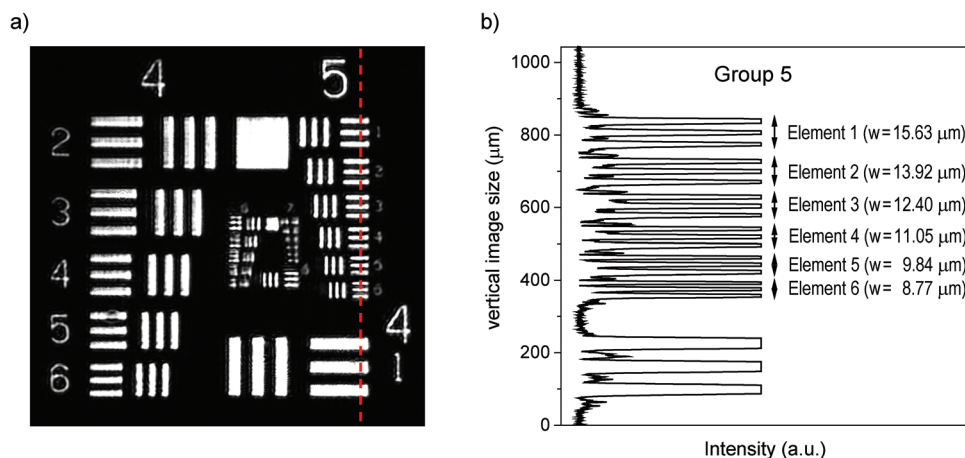 a)
4 5
2
3
4
5
6
1
2
3
4
5
6
6 7
4
1
b)
Group 5
1000
800
600
400
200
0
vertical image size (μm)
Element 1 (w= 15.63 μm)
Element 2 (w= 13.92 μm)
Element 3 (w= 12.40 μm)
Element 4 (w= 11.05 μm)
Element 5 (w= 9.84 μm)
Element 6 (w= 8.77 μm)
Intensity (a.u.)